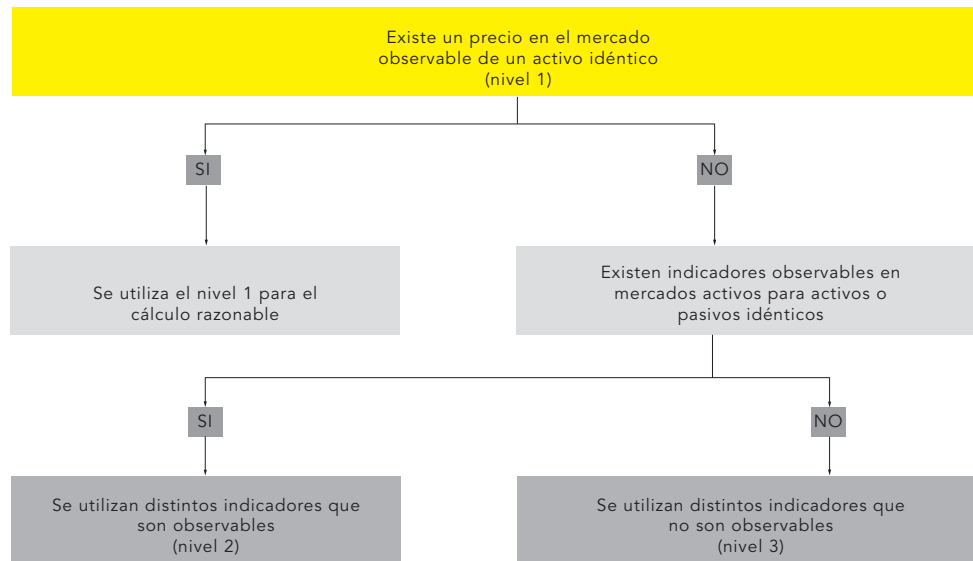 Existe un precio en el mercado
observable de un activo idéntico
(nivel 1)
SI
NO
Se utiliza el nivel 1 para el
cálculo razonable
Existen indicadores observables en
mercados activos para activos o
pasivos idénticos
SI
NO
Se utilizan distintos indicadores que
son observables
(nivel 2)
Se utilizan distintos indicadores que
no son observables
(nivel 3)